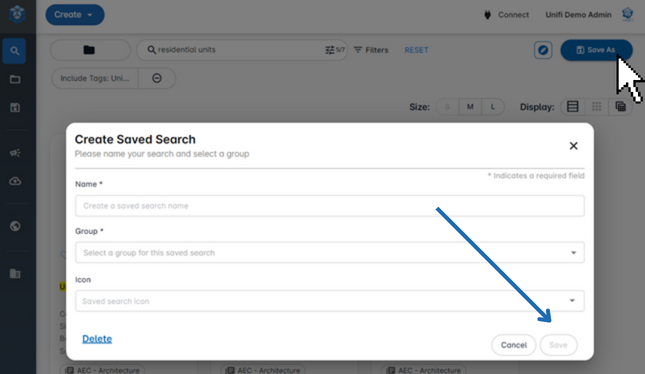 Create
Connect
Unifi Demo Admin
residential units
5/7
Filters
RESET
Save As
Include Tags: Uni...
Size:
S
M
L
Display:
Create Saved Search
Please name your search and select a group
* Indicates a required field
Name *
Create a saved search name
Group *
Select a group for this saved search
Icon
Saved search icon
Delete
Cancel
Save
AEC - Architecture
AEC - Architecture
AEC - Architecture